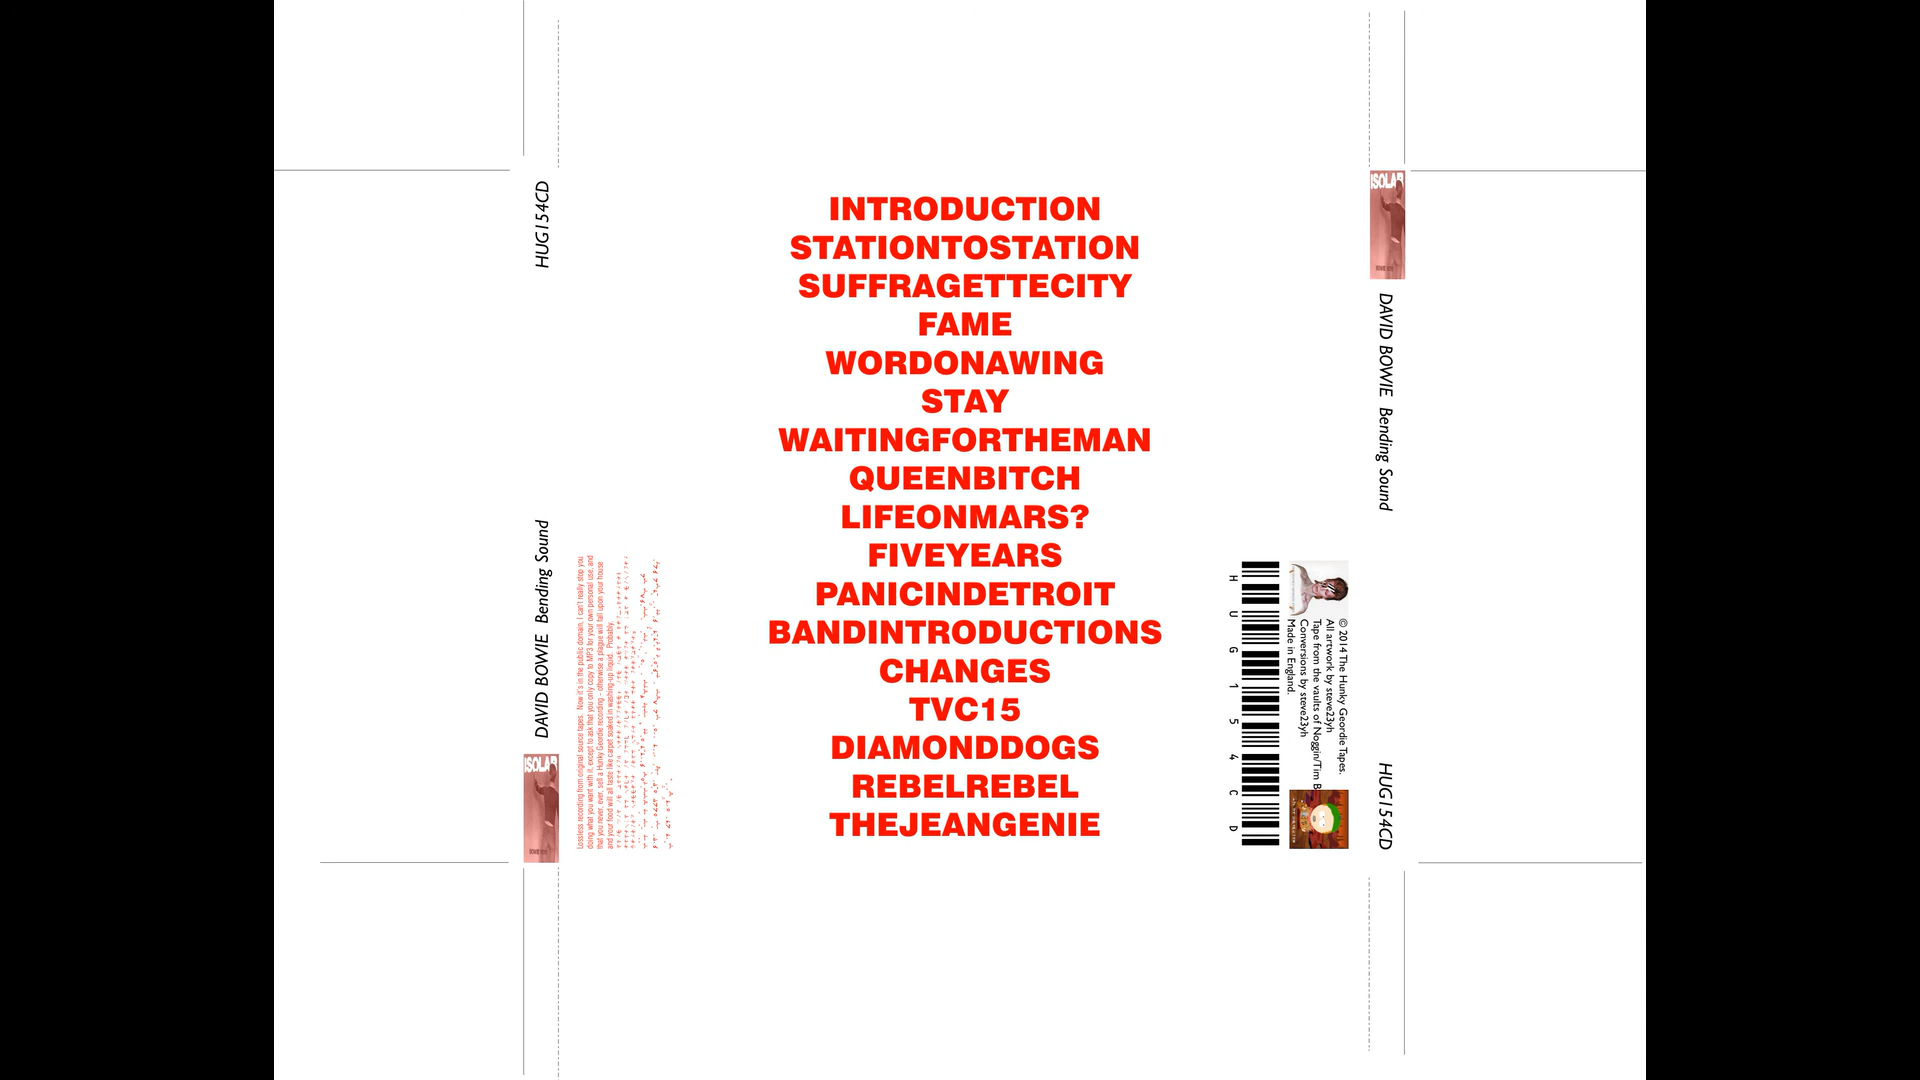 HUG154CD
DAVID BOWIE Bending Sound
ISOLAR
Lossless recording from original source tapes. Now it's in the public domain, I can't really stop you
doing what you want with it, except to ask that you only copy to MP3 for your own personal use, and
that you never, ever, sell a Hunky Geordie recording - otherwise a plague will fall upon your house
and your food will all taste like carpet soaked in washing-up liquid. Probably.
INTRODUCTION
STATIONTOSTATION
SUFFRAGETTECITY
FAME
WORDONAWING
STAY
WAITINGFORTHEMAN
QUEENBITCH
LIFEONMARS?
FIVEYEARS
PANICINDETROIT
BANDINTRODUCTIONS
CHANGES
TVC15
DIAMONDDOGS
REBELREBEL
THEJEANGENIE
HUG154CD
© 2014 The Hunky Geordie Tapes.
All artwork by steve23yh
Tape from the vaults of Noggin/Tim B
Conversions by steve23yh
Made in England.
ISOLAR
DAVID BOWIE Bending Sound
HUG154CD